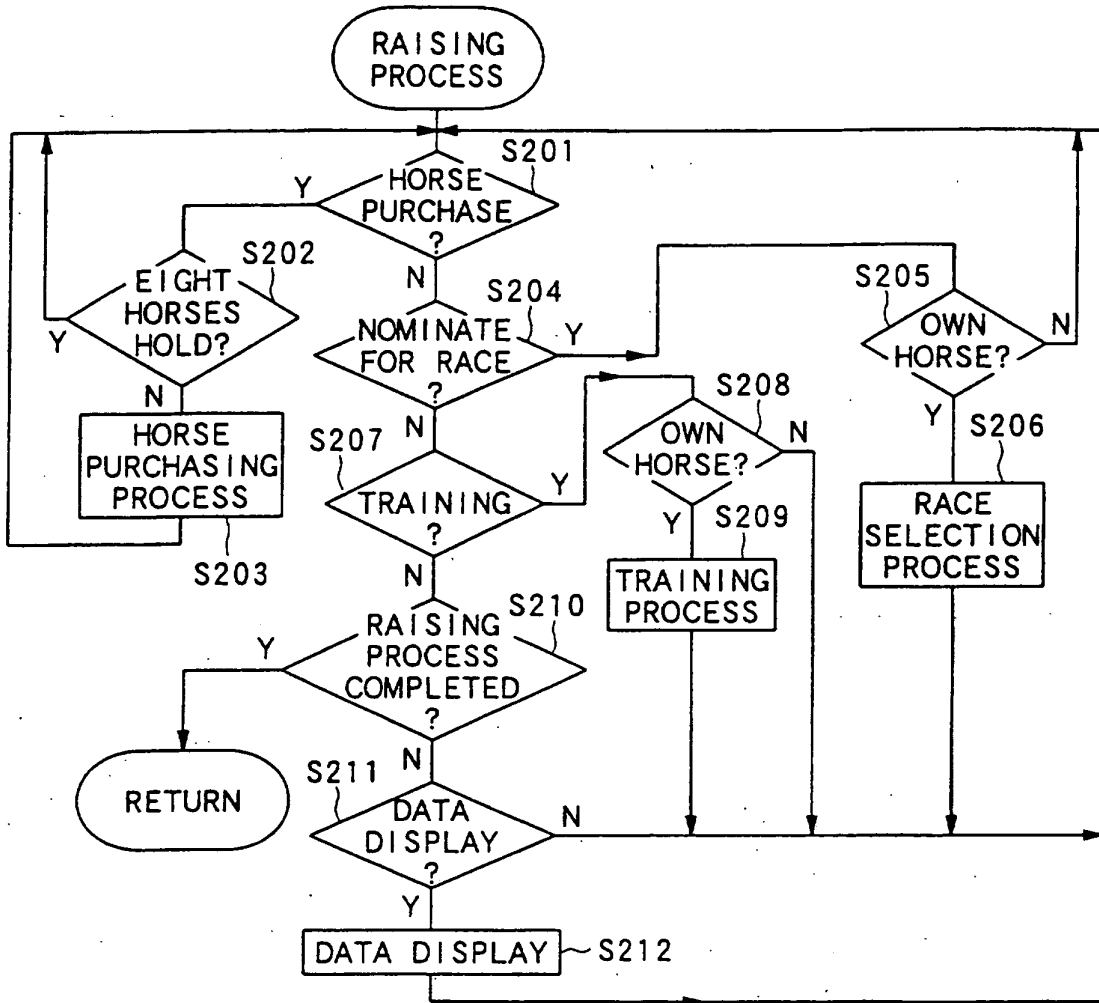 RAISING
PROCESS
S201
Y
HORSE
PURCHASE
?
N
S202
EIGHT
HORSES
HOLD?
Y
N
HORSE
PURCHASING
PROCESS
S203
S204
NOMINATE
FOR RACE
?
Y
N
S205
OWN
HORSE?
N
Y
S206
RACE
SELECTION
PROCESS
S207
TRAINING
?
Y
N
S208
OWN
HORSE?
N
Y
S209
TRAINING
PROCESS
S210
RAISING
PROCESS
COMPLETED
?
Y
N
RETURN
S211
DATA
DISPLAY
?
N
Y
DATA DISPLAY
S212